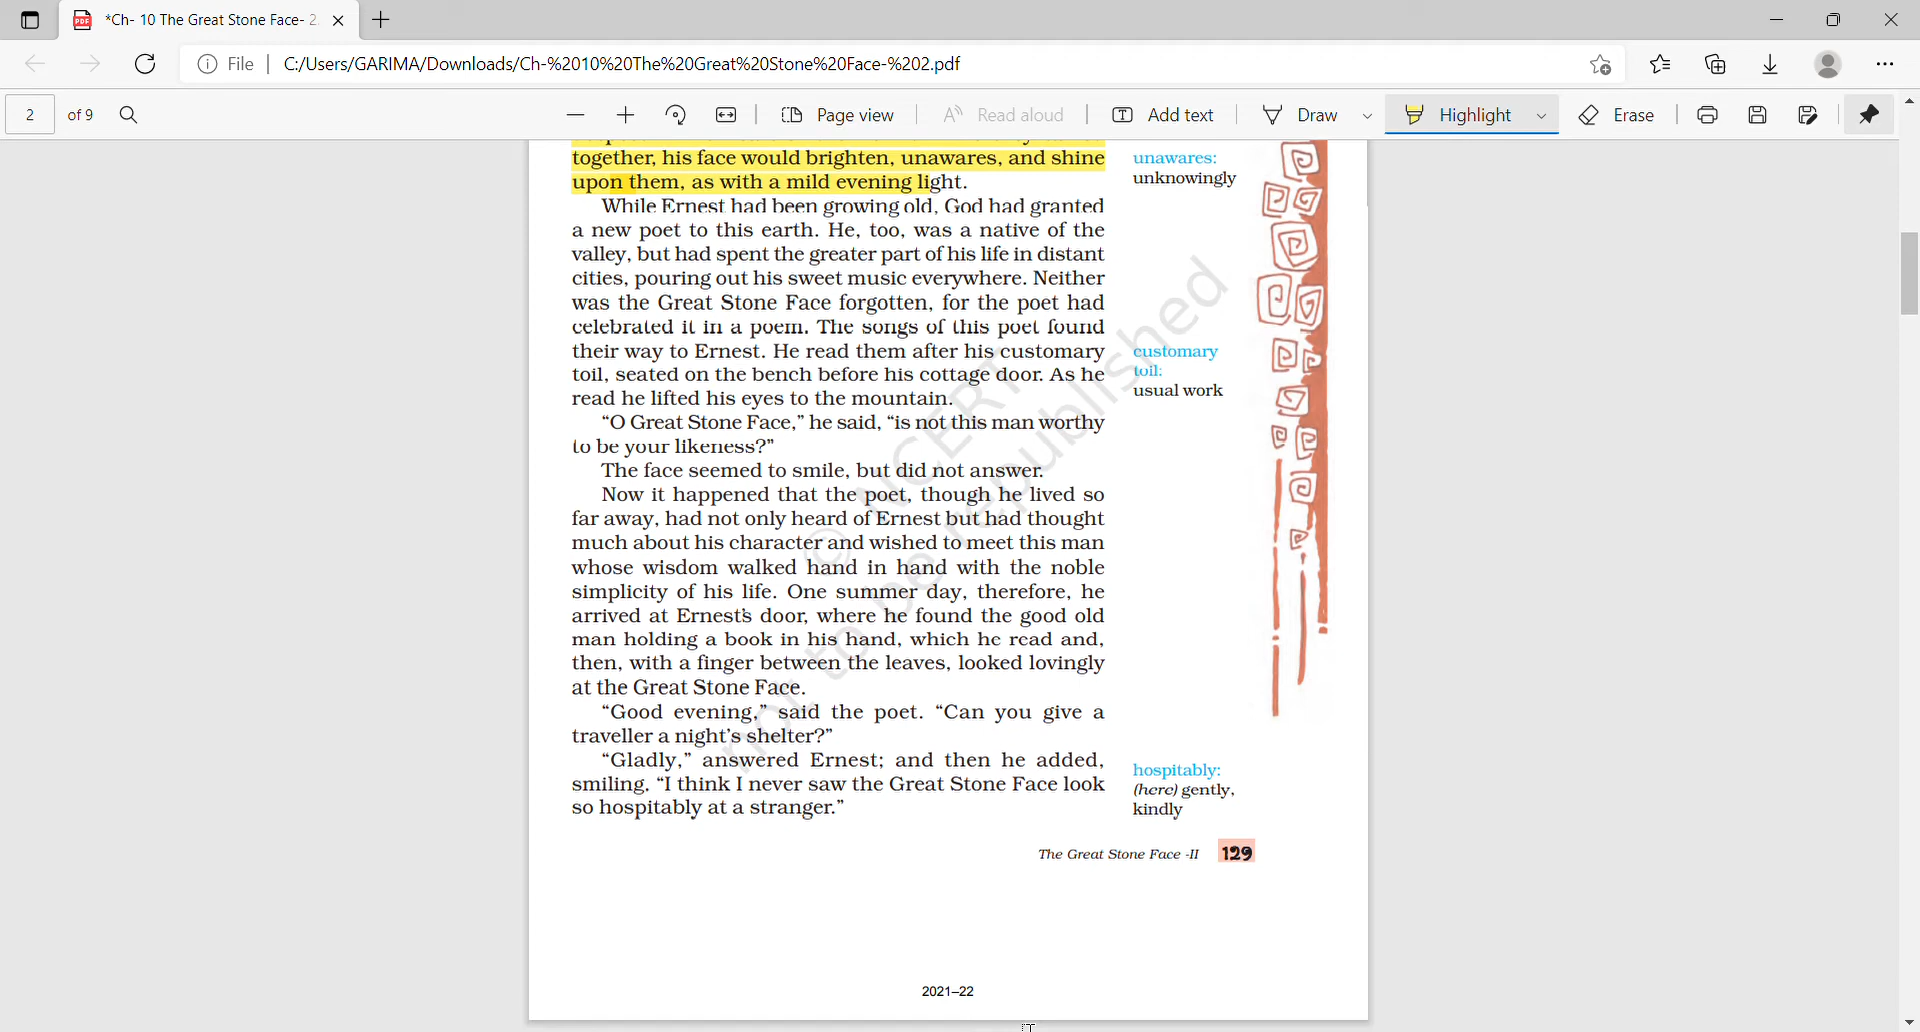 *Ch- 10 The Great Stone Face- 2
File
C:/Users/GARIMA/Downloads/Ch-%2010%20The%20Great%20Stone%20Face-%202.pdf
2 of 9
Page view
Read aloud
Add text
Draw
Highlight
Erase
together, his face would brighten, unawares, and shine
upon them, as with a mild evening light.
While Ernest had been growing old, God had granted
a new poet to this earth. He, too, was a native of the
valley, but had spent the greater part of his life in distant
cities, pouring out his sweet music everywhere. Neither
was the Great Stone Face forgotten, for the poet had
celebrated it in a poem. The songs of this poet found
their way to Ernest. He read them after his customary
toil, seated on the bench before his cottage door. As he
read he lifted his eyes to the mountain.
“O Great Stone Face,” he said, “is not this man worthy
to be your likeness?”
The face seemed to smile, but did not answer.
Now it happened that the poet, though he lived so
far away, had not only heard of Ernest but had thought
much about his character and wished to meet this man
whose wisdom walked hand in hand with the noble
simplicity of his life. One summer day, therefore, he
arrived at Ernest’s door, where he found the good old
man holding a book in his hand, which he read and,
then, with a finger between the leaves, looked lovingly
at the Great Stone Face.
“Good evening,” said the poet. “Can you give a
traveller a night’s shelter?”
“Gladly,” answered Ernest; and then he added,
smiling. “I think I never saw the Great Stone Face look
so hospitably at a stranger.”
unawares:
unknowingly
customary
toil:
usual work
hospitably:
(here) gently,
kindly
© NCERT
not to be republished
The Great Stone Face -II 129
2021–22